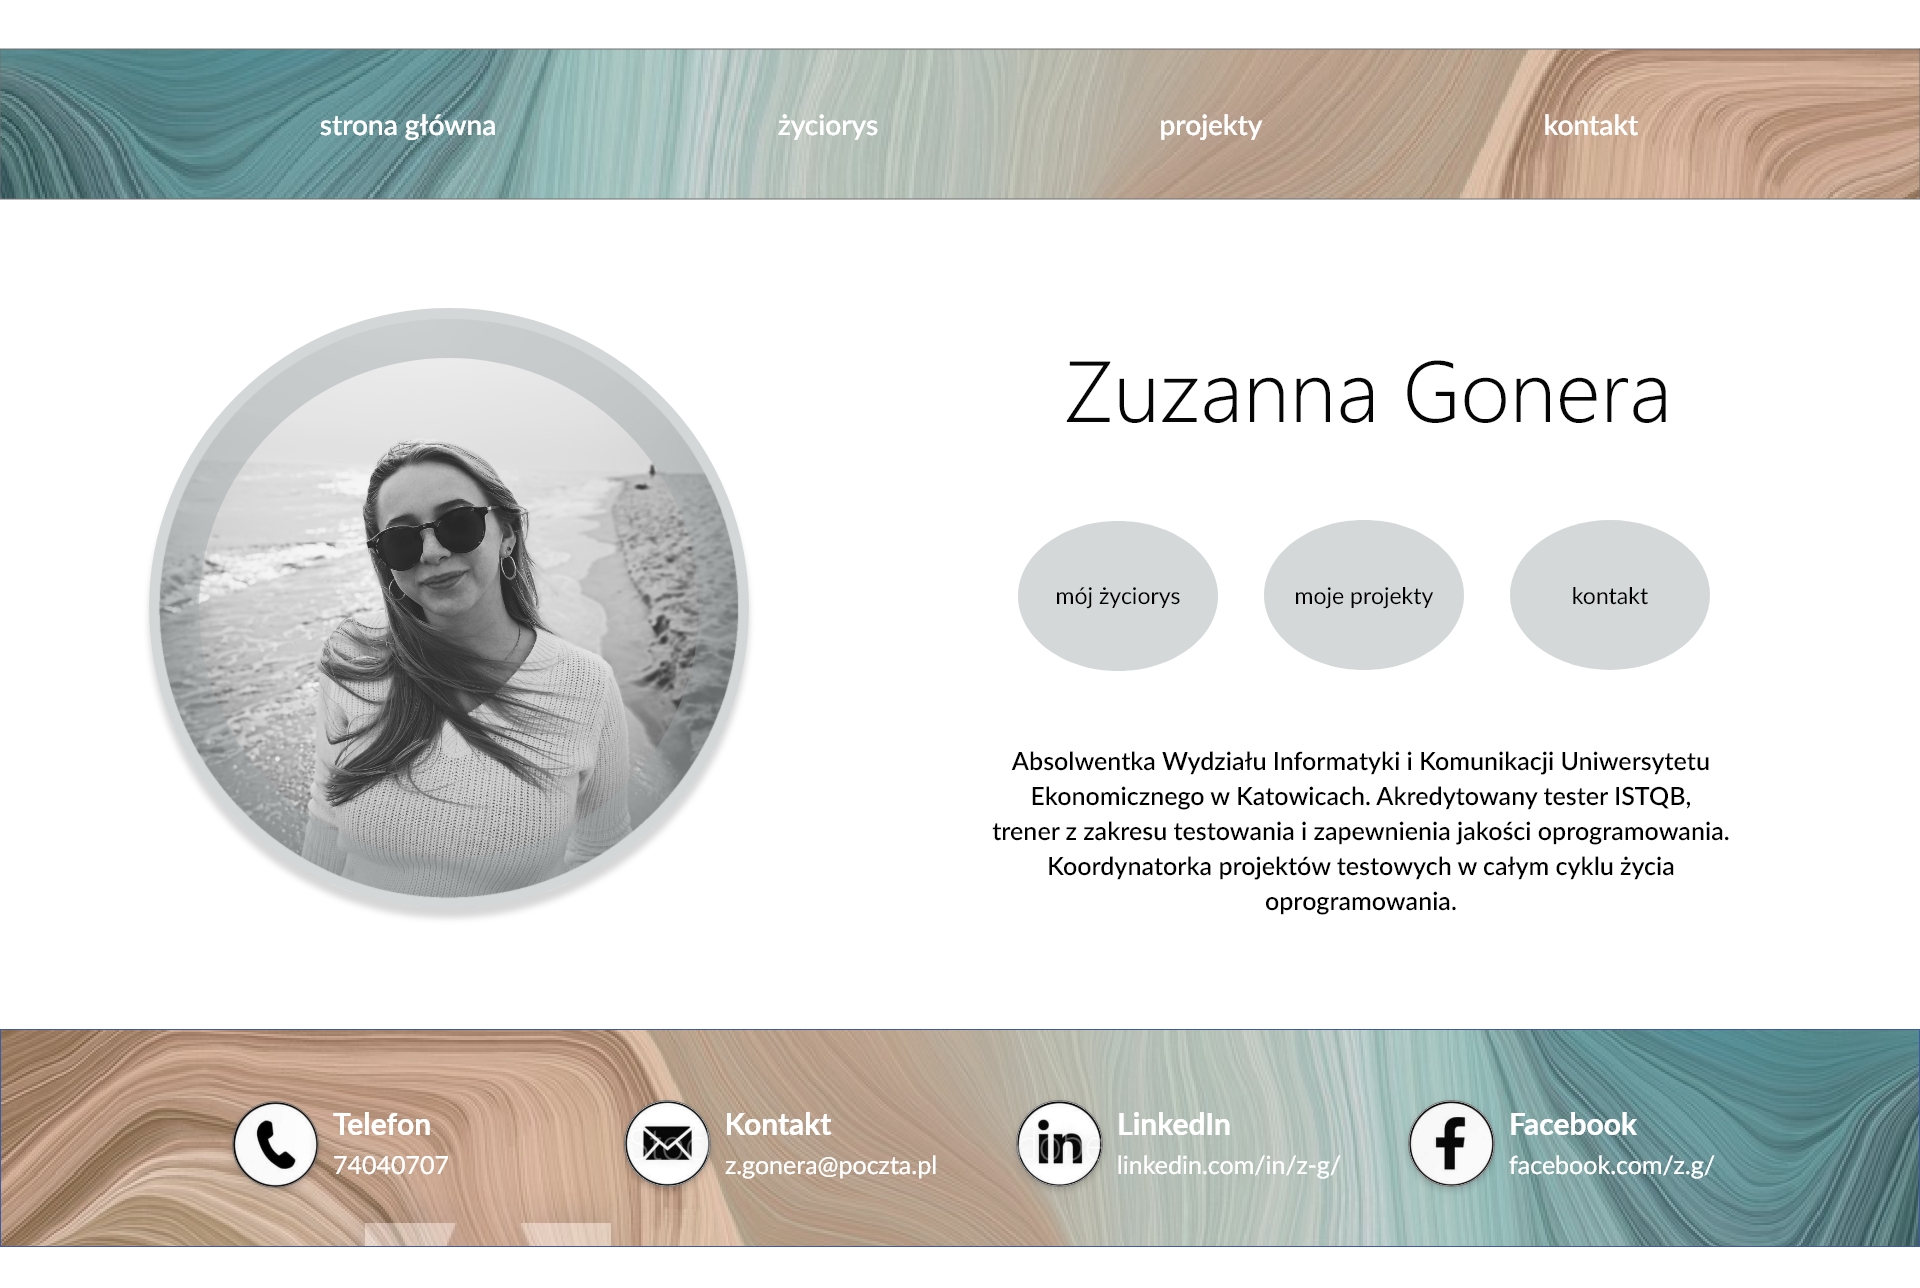 strona główna życiorys projekty kontakt
Zuzanna Gonera
mój życiorys moje projekty kontakt
Absolwentka Wydziału Informatyki i Komunikacji Uniwersytetu
Ekonomicznego w Katowicach. Akredytowany tester ISTQB,
trener z zakresu testowania i zapewnienia jakości oprogramowania.
Koordynatorka projektów testowych w całym cyklu życia
oprogramowania.
Telefon
74040707
Kontakt
z.gonera@poczta.pl
LinkedIn
linkedin.com/in/z-g/
Facebook
facebook.com/z.g/